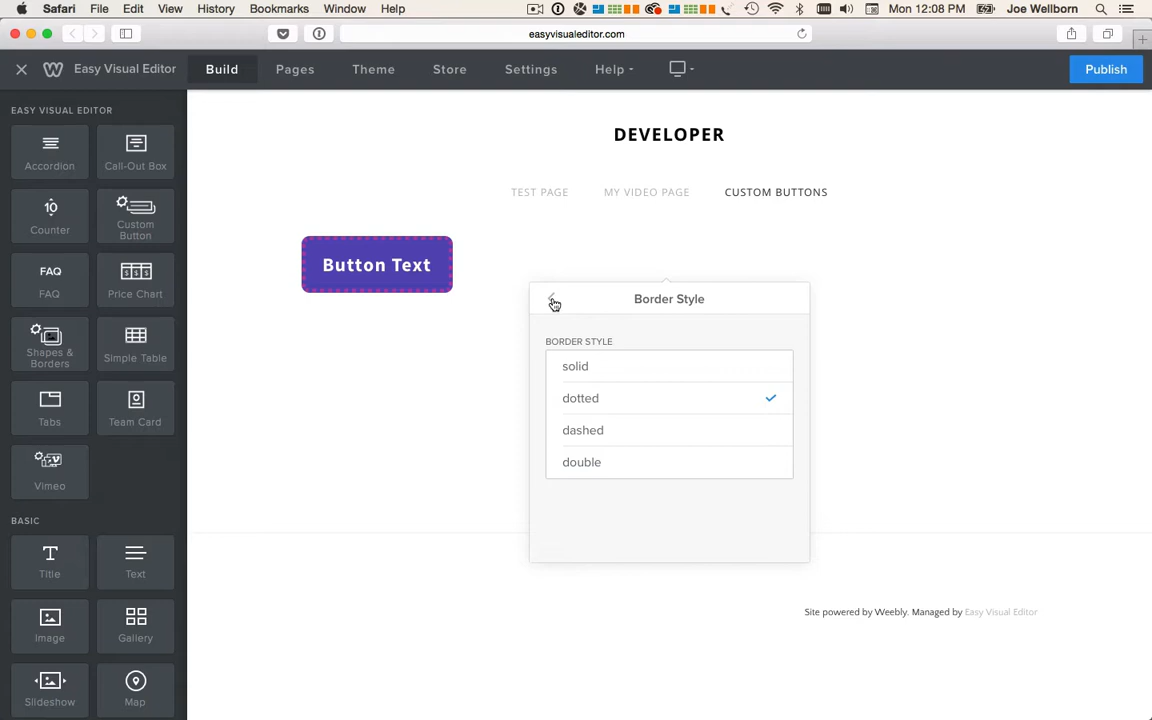 Safari File Edit View History Bookmarks Window Help Mon 12:08 PM Joe Wellborn
easyvisualeditor.com
Easy Visual Editor Build Pages Theme Store Settings Help Publish
EASY VISUAL EDITOR
Accordion Call-Out Box
10
Counter Custom Button
FAQ
FAQ Price Chart
Shapes & Borders Simple Table
Tabs Team Card
Vimeo
BASIC
Title Text
Image Gallery
Slideshow Map
DEVELOPER
TEST PAGE MY VIDEO PAGE CUSTOM BUTTONS
Button Text
Border Style
BORDER STYLE
solid
dotted
dashed
double
Site powered by Weebly. Managed by Easy Visual Editor